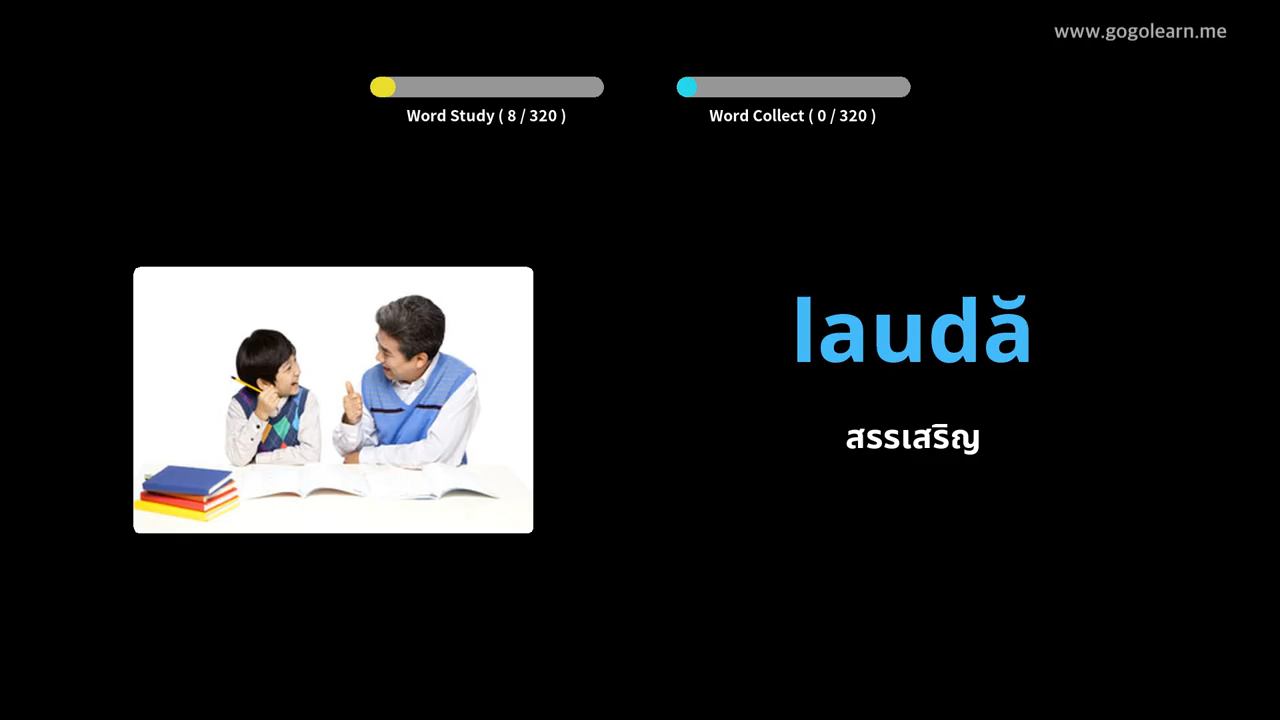 www.gogolearn.me
Word Study ( 8 / 320 )
Word Collect ( 0 / 320 )
laudă
สรรเสริญ